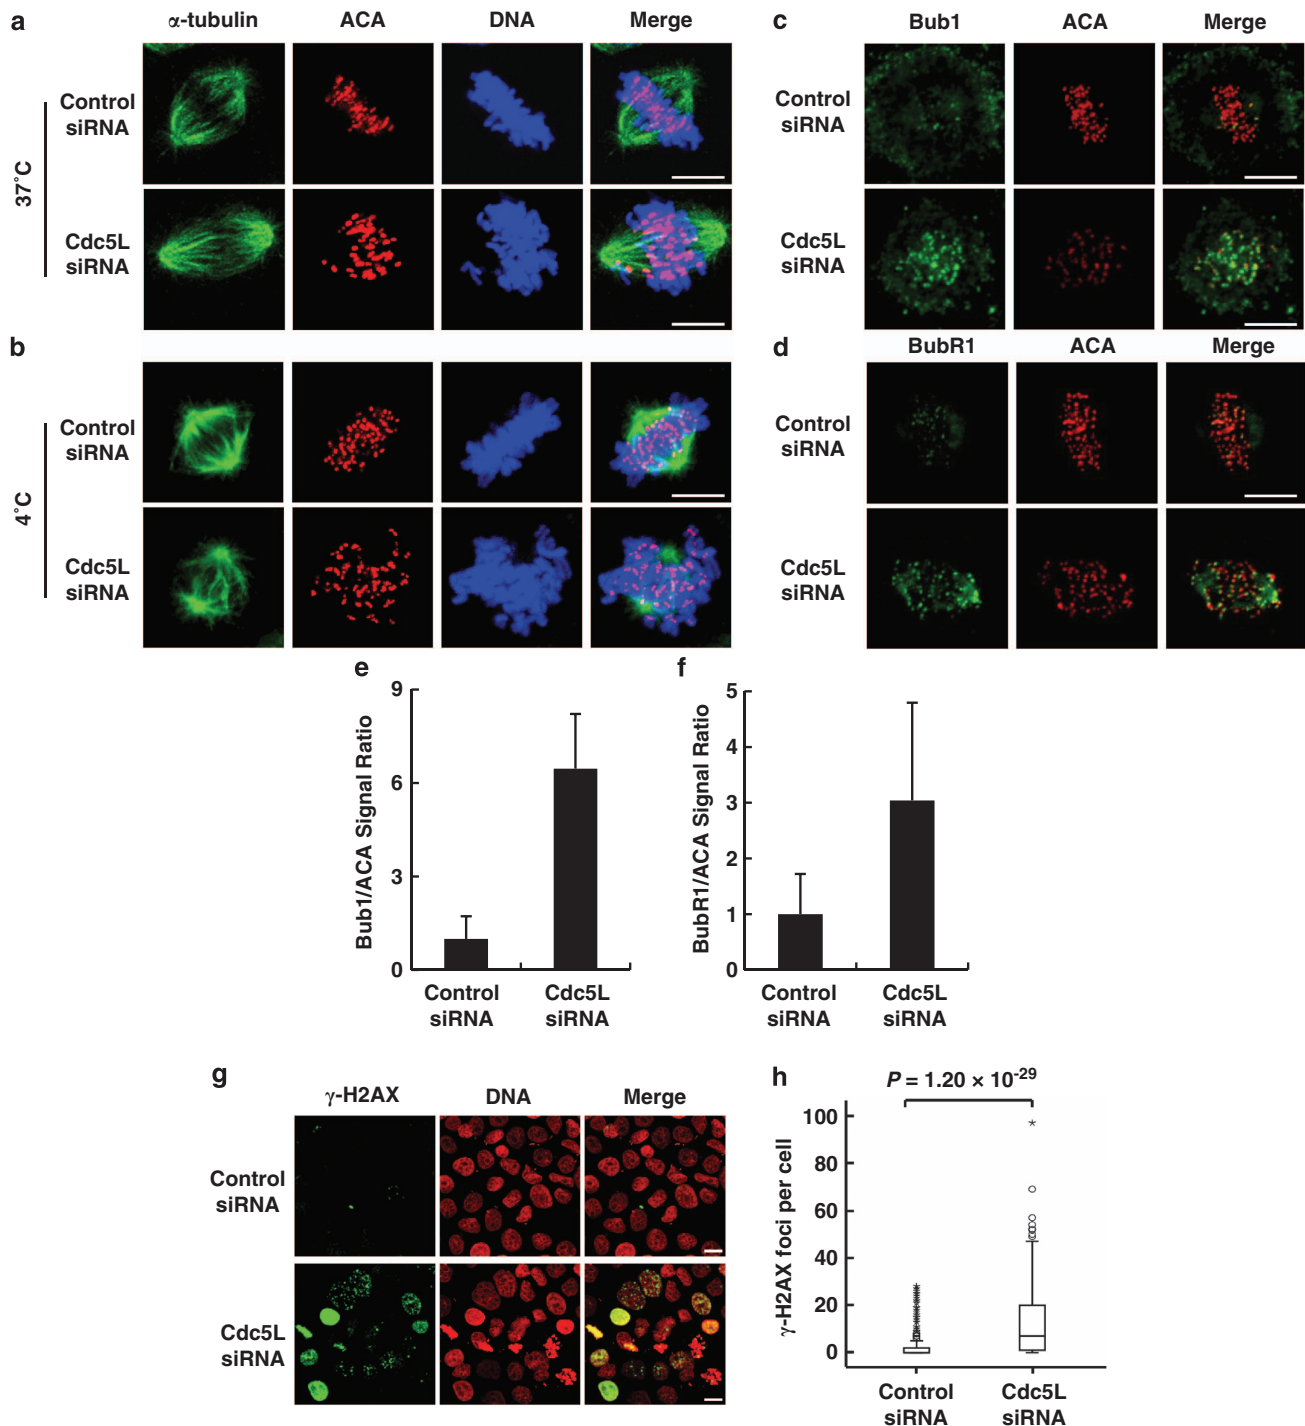 a
α-tubulin ACA DNA Merge
37°C
Control
siRNA
Cdc5L
siRNA
b
4°C
Control
siRNA
Cdc5L
siRNA
c
Bub1 ACA Merge
Control
siRNA
Cdc5L
siRNA
d
BubR1 ACA Merge
Control
siRNA
Cdc5L
siRNA
e
Bub1/ACA Signal Ratio
9
6
3
0
Control
siRNA
Cdc5L
siRNA
f
BubR1/ACA Signal Ratio
5
4
3
2
1
0
Control
siRNA
Cdc5L
siRNA
g
γ-H2AX DNA Merge
Control
siRNA
Cdc5L
siRNA
h
P = 1.20 × 10⁻²⁹
γ-H2AX foci per cell
100
80
60
40
20
0
Control
siRNA
Cdc5L
siRNA